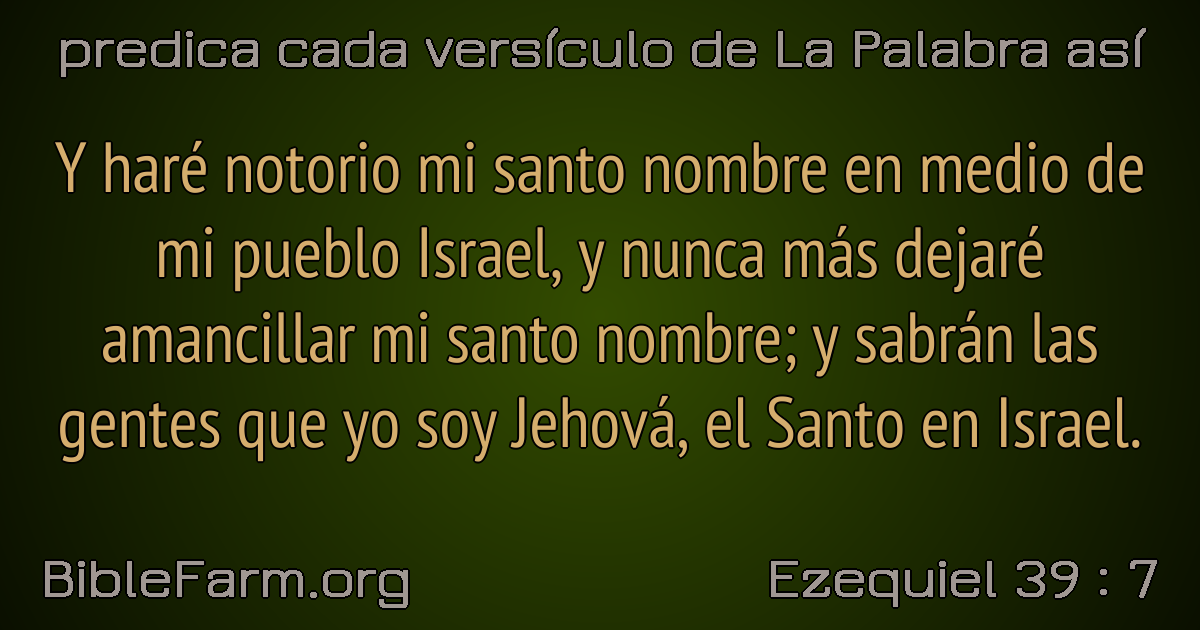 predica cada versículo de La Palabra así
Y haré notorio mi santo nombre en medio de
mi pueblo Israel, y nunca más dejaré
amancillar mi santo nombre; y sabrán las
gentes que yo soy Jehová, el Santo en Israel.
BibleFarm.org
Ezequiel 39 : 7